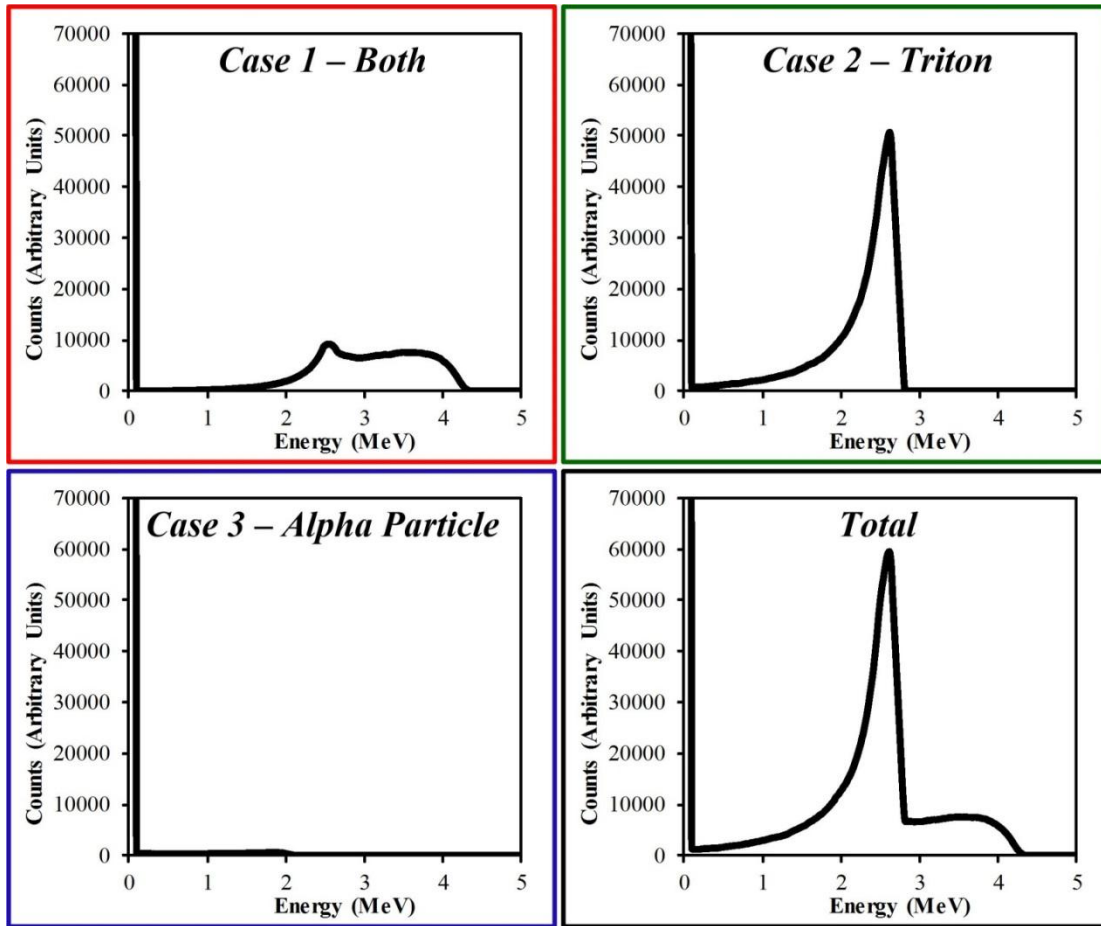 Case 1 – Both
Counts (Arbitrary Units)
70000
60000
50000
40000
30000
20000
10000
0
0 1 2 3 4 5
Energy (MeV)
Case 2 – Triton
Counts (Arbitrary Units)
70000
60000
50000
40000
30000
20000
10000
0
0 1 2 3 4 5
Energy (MeV)
Case 3 – Alpha Particle
Counts (Arbitrary Units)
70000
60000
50000
40000
30000
20000
10000
0
0 1 2 3 4 5
Energy (MeV)
Total
Counts (Arbitrary Units)
70000
60000
50000
40000
30000
20000
10000
0
0 1 2 3 4 5
Energy (MeV)